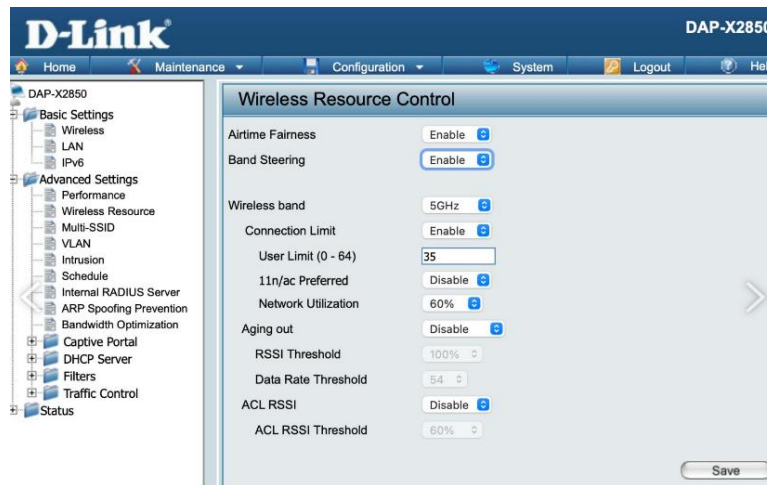 D-Link
DAP-X2850
Home Maintenance Configuration System Logout Hel
DAP-X2850
Basic Settings
Wireless
LAN
IPv6
Advanced Settings
Performance
Wireless Resource
Multi-SSID
VLAN
Intrusion
Schedule
Internal RADIUS Server
ARP Spoofing Prevention
Bandwidth Optimization
Captive Portal
DHCP Server
Filters
Traffic Control
Status
Wireless Resource Control
Airtime Fairness Enable
Band Steering Enable
Wireless band 5GHz
Connection Limit Enable
User Limit (0 - 64) 35
11n/ac Preferred Disable
Network Utilization 60%
Aging out Disable
RSSI Threshold 100%
Data Rate Threshold 54
ACL RSSI Disable
ACL RSSI Threshold 60%
Save